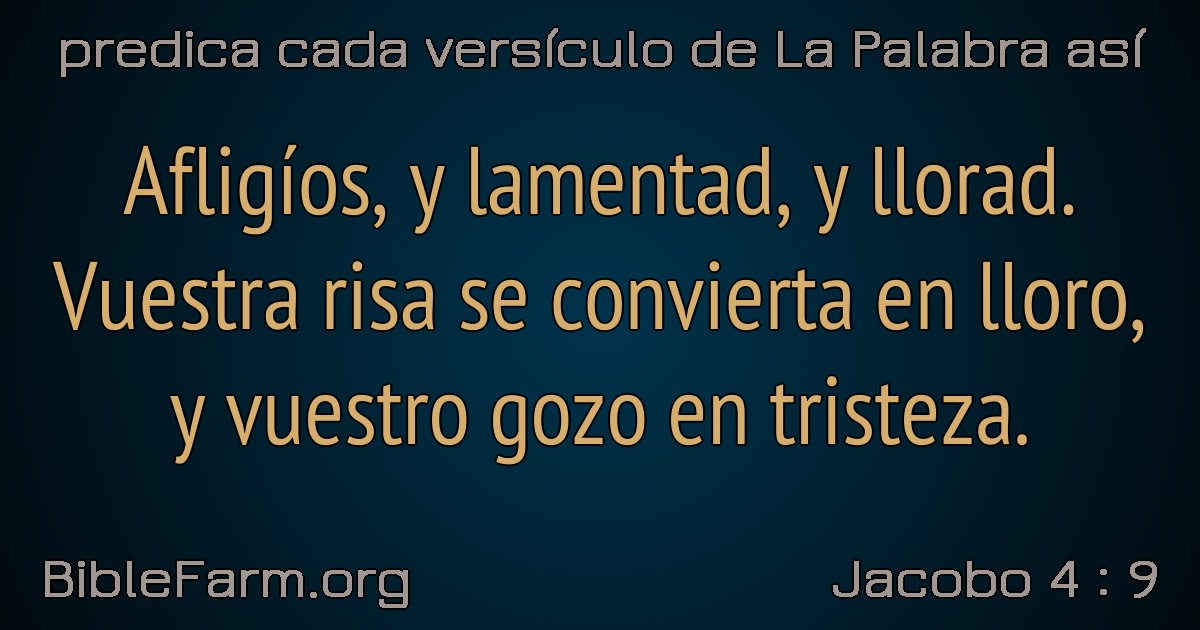 predica cada versículo de La Palabra así
Afligíos, y lamentad, y llorad.
Vuestra risa se convierta en lloro,
y vuestro gozo en tristeza.
BibleFarm.org
Jacobo 4 : 9